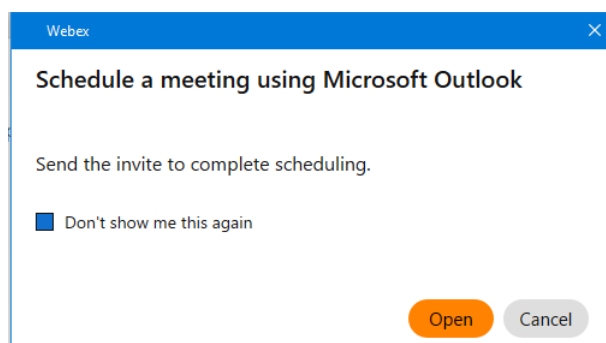 Webex
Schedule a meeting using Microsoft Outlook
Send the invite to complete scheduling.
Don't show me this again
Open Cancel